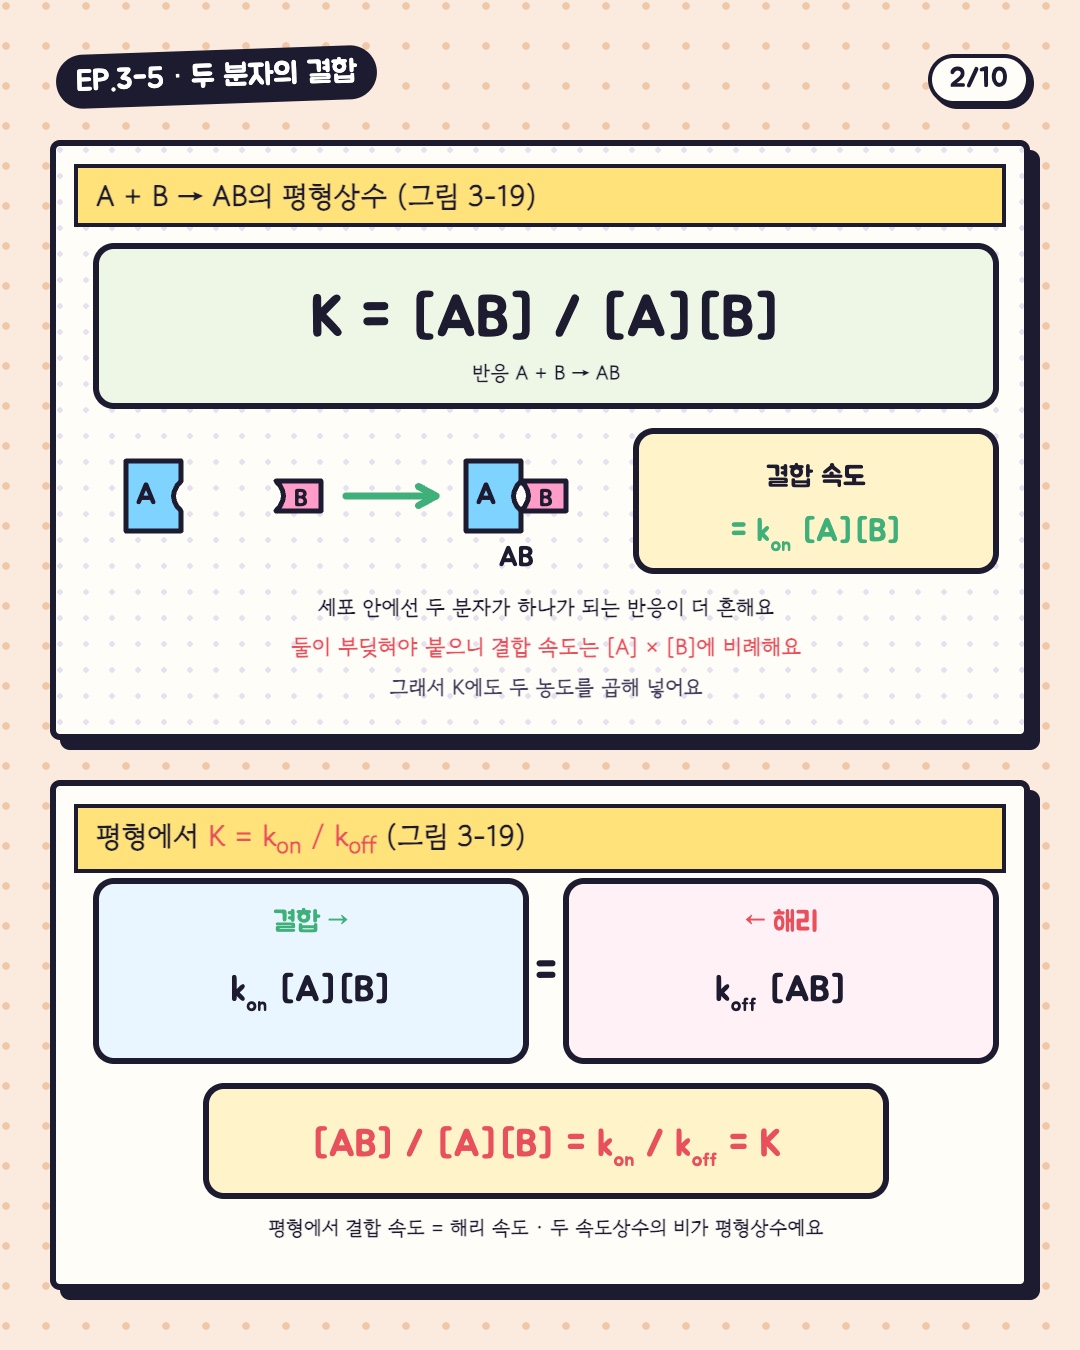 EP.3-5 · 두 분자의 결합
2/10
A + B → AB의 평형상수 (그림 3-19)
K = [AB] / [A][B]
반응 A + B → AB
A
B
A
B
AB
결합 속도
= kon [A][B]
세포 안에선 두 분자가 하나가 되는 반응이 더 흔해요
둘이 부딪혀야 붙으니 결합 속도는 [A] × [B]에 비례해요
그래서 K에도 두 농도를 곱해 넣어요
평형에서 K = kon / koff (그림 3-19)
결합 →
kon [A][B]
=
← 해리
koff [AB]
[AB] / [A][B] = kon / koff = K
평형에서 결합 속도 = 해리 속도 · 두 속도상수의 비가 평형상수예요